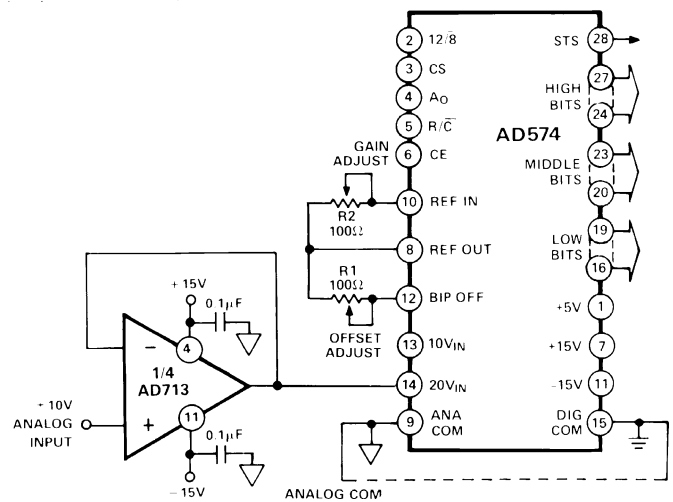 2 12/8̅ STS 28
3 CS 27
HIGH BITS
4 A₀ 24
5 R/C̅
AD574
GAIN ADJUST
6 CE 23
MIDDLE BITS
R2
100Ω
10 REF IN 20
8 REF OUT 19
LOW BITS
R1
100Ω
12 BIP OFF 16
+5V 1
OFFSET ADJUST
13 10V_IN +15V 7
14 20V_IN -15V 11
9 ANA COM DIG COM 15
+15V
0 1μF
4
−
1/4
AD713
+10V
ANALOG
INPUT
+
11
0.1μF
−15V
ANALOG COM